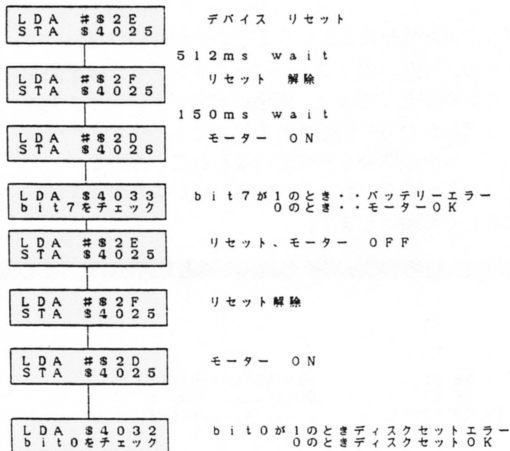 LDA #$2E デバイス リセット
STA $4025
512ms wait
LDA #$2F リセット 解除
STA $4025
150ms wait
LDA #$2D モーター ON
STA $4026
LDA $4033 bit7が1のとき・・バッテリーエラー
bit7をチェック 0のとき・・モーターOK
LDA #$2E リセット、モーター OFF
STA $4025
LDA #$2F リセット解除
STA $4025
LDA #$2D モーター ON
STA $4025
LDA $4032 bit0が1のときディスクセットエラー
bit0をチェック 0のときディスクセットOK